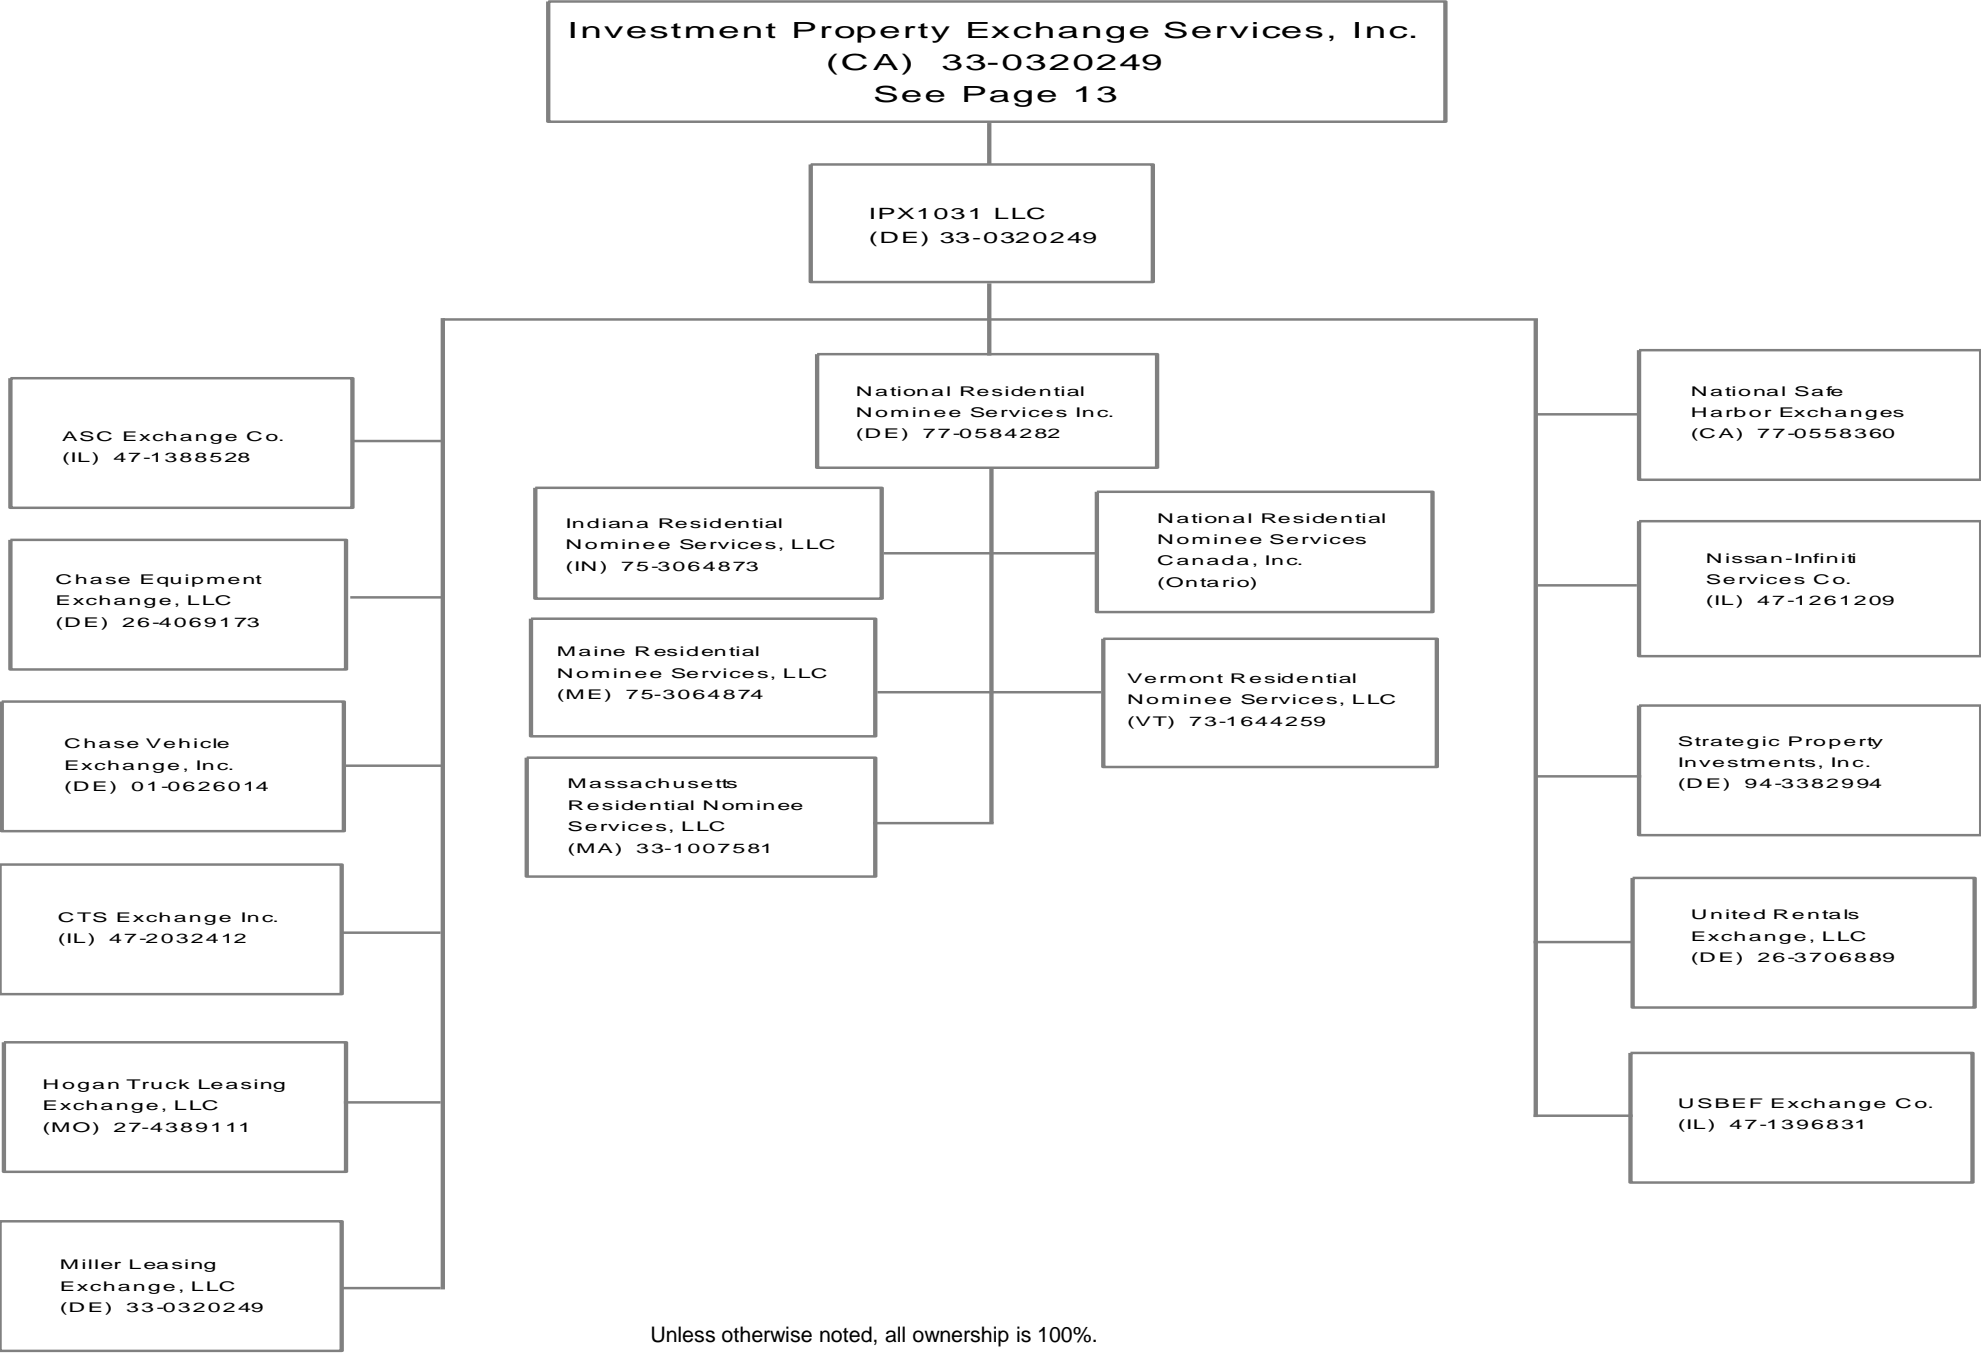 Investment Property Exchange Services, Inc.
(CA) 33-0320249
See Page 13
IPX1031 LLC
(DE) 33-0320249
National Residential
Nominee Services Inc.
(DE) 77-0584282
ASC Exchange Co.
(IL) 47-1388528
Chase Equipment
Exchange, LLC
(DE) 26-4069173
Chase Vehicle
Exchange, Inc.
(DE) 01-0626014
CTS Exchange Inc.
(IL) 47-2032412
Hogan Truck Leasing
Exchange, LLC
(MO) 27-4389111
Miller Leasing
Exchange, LLC
(DE) 33-0320249
Indiana Residential
Nominee Services, LLC
(IN) 75-3064873
Maine Residential
Nominee Services, LLC
(ME) 75-3064874
Massachusetts
Residential Nominee
Services, LLC
(MA) 33-1007581
National Residential
Nominee Services
Canada, Inc.
(Ontario)
Vermont Residential
Nominee Services, LLC
(VT) 73-1644259
National Safe
Harbor Exchanges
(CA) 77-0558360
Nissan-Infiniti
Services Co.
(IL) 47-1261209
Strategic Property
Investments, Inc.
(DE) 94-3382994
United Rentals
Exchange, LLC
(DE) 26-3706889
USBEF Exchange Co.
(IL) 47-1396831
Unless otherwise noted, all ownership is 100%.